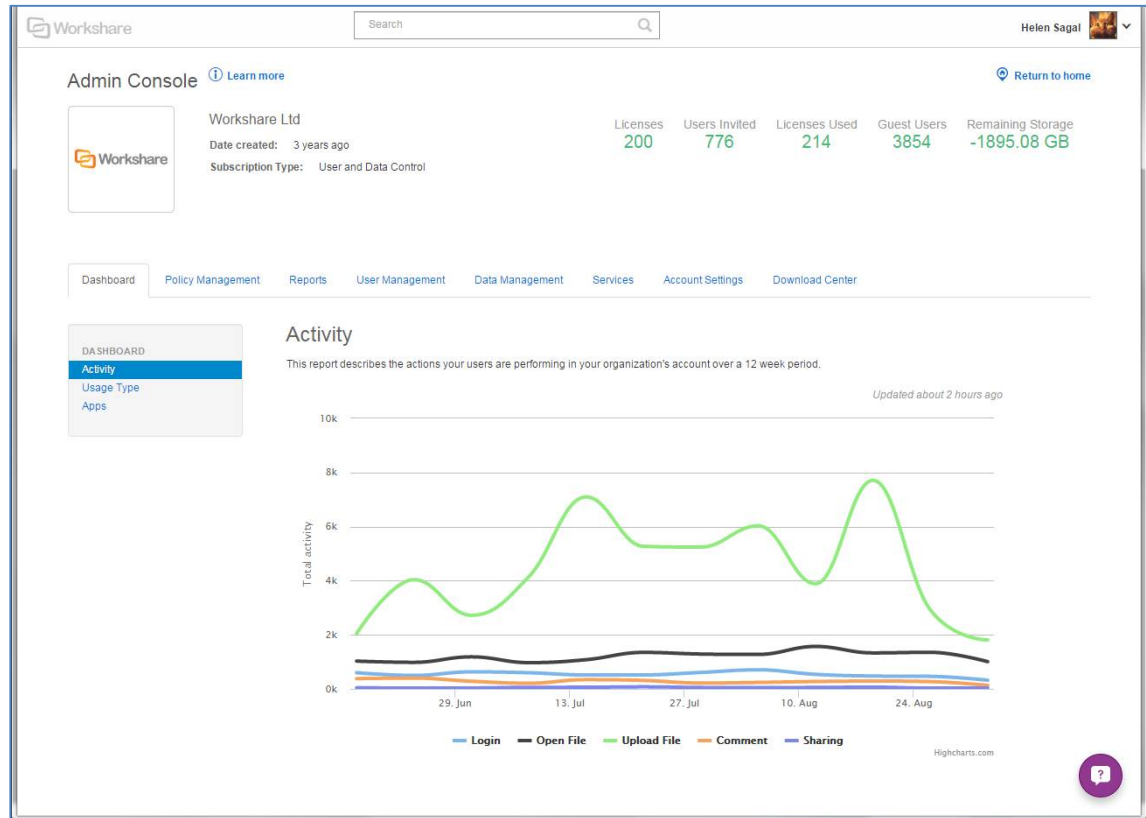 Workshare
Search
Helen Sagal
Admin Console
Learn more
Return to home
Workshare
Workshare Ltd
Date created: 3 years ago
Subscription Type: User and Data Control
Licenses Users Invited Licenses Used Guest Users Remaining Storage
200 776 214 3854 -1895.08 GB
Dashboard Policy Management Reports User Management Data Management Services Account Settings Download Center
DASHBOARD
Activity
Usage Type
Apps
Activity
This report describes the actions your users are performing in your organization's account over a 12 week period.
Updated about 2 hours ago
10k
8k
6k
4k
2k
0k
Total activity
29. Jun 13. Jul 27. Jul 10. Aug 24. Aug
Login Open File Upload File Comment Sharing
Highcharts.com
?